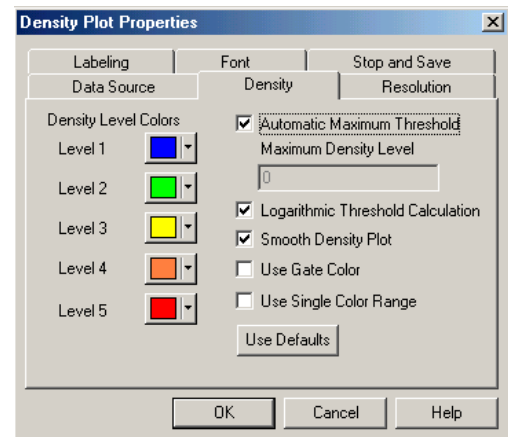 Density Plot Properties
Labeling
Font
Stop and Save
Data Source
Density
Resolution
Density Level Colors
Level 1
Level 2
Level 3
Level 4
Level 5
Automatic Maximum Threshold
Maximum Density Level
0
Logarithmic Threshold Calculation
Smooth Density Plot
Use Gate Color
Use Single Color Range
Use Defaults
OK
Cancel
Help